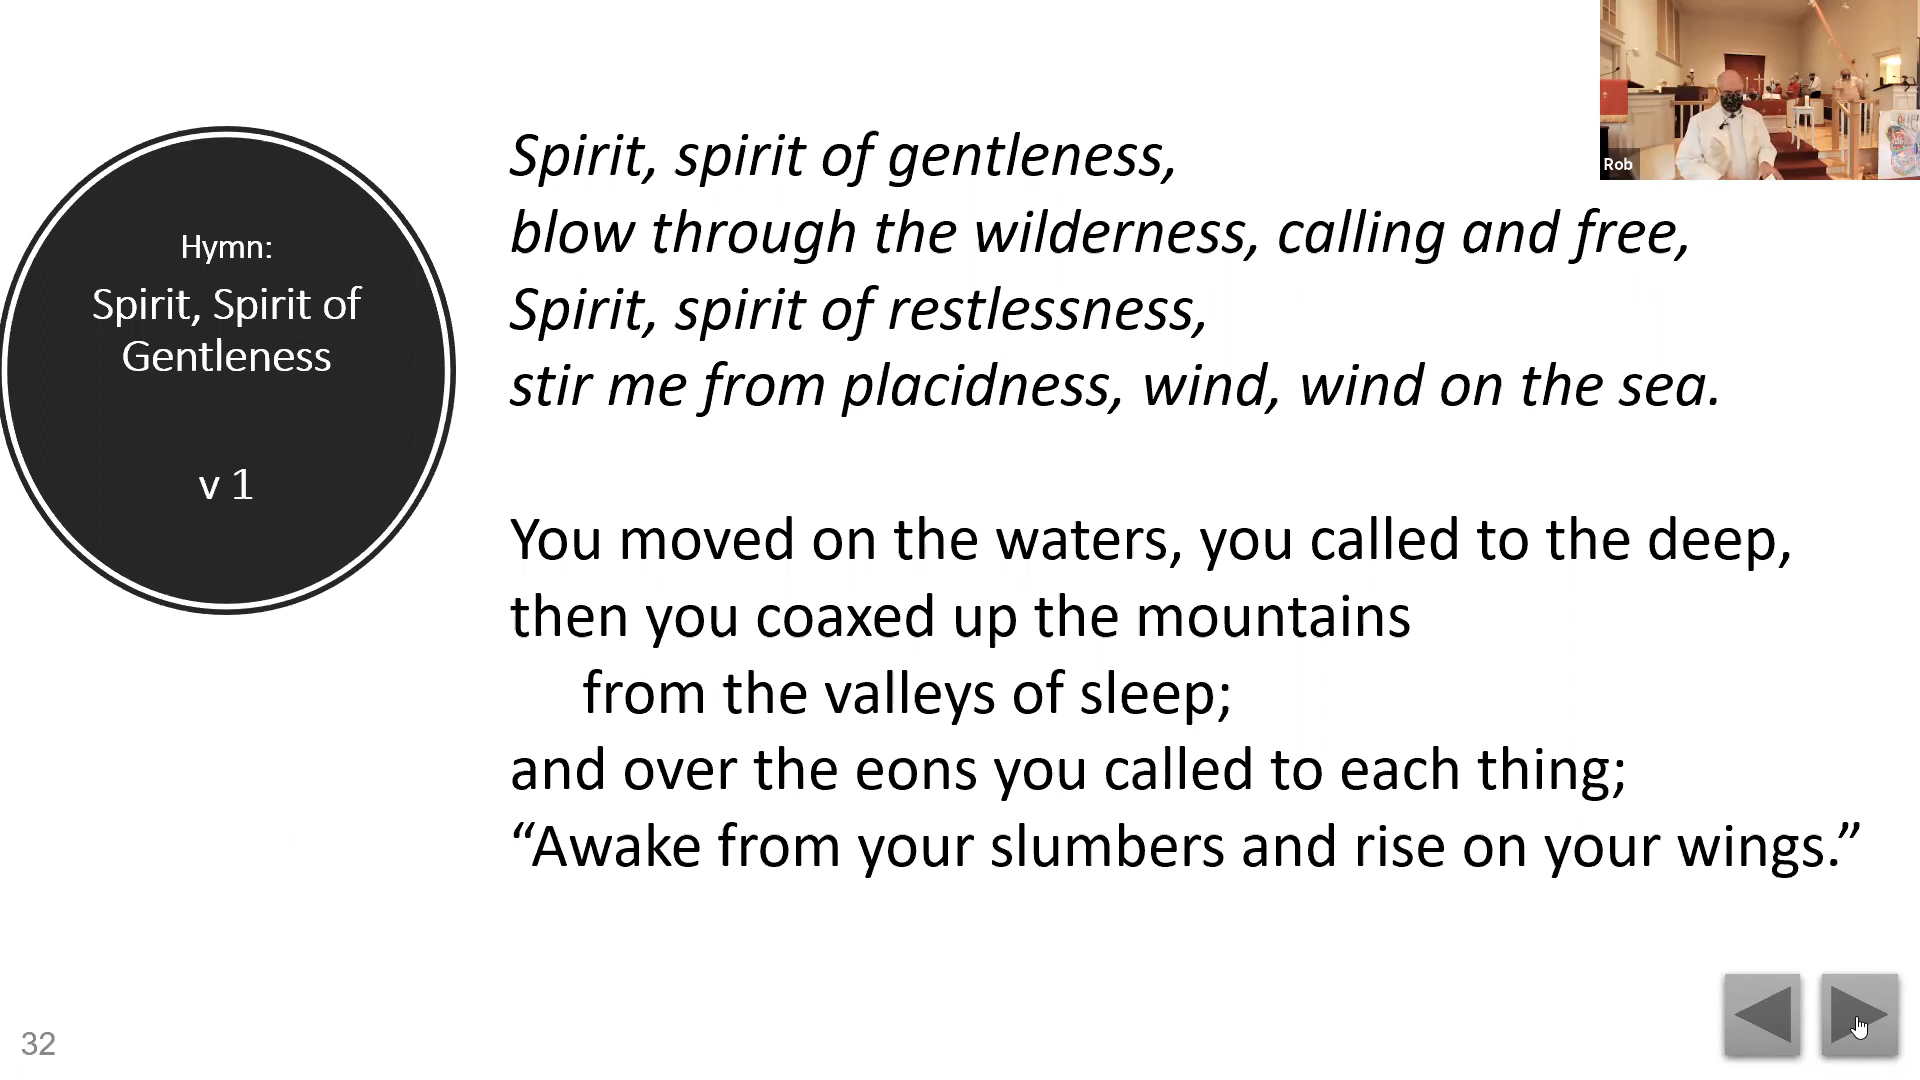 Hymn:
Spirit, Spirit of
Gentleness
v 1
Spirit, spirit of gentleness,
blow through the wilderness, calling and free,
Spirit, spirit of restlessness,
stir me from placidness, wind, wind on the sea.
You moved on the waters, you called to the deep,
then you coaxed up the mountains
from the valleys of sleep;
and over the eons you called to each thing;
“Awake from your slumbers and rise on your wings.”
Rob
32